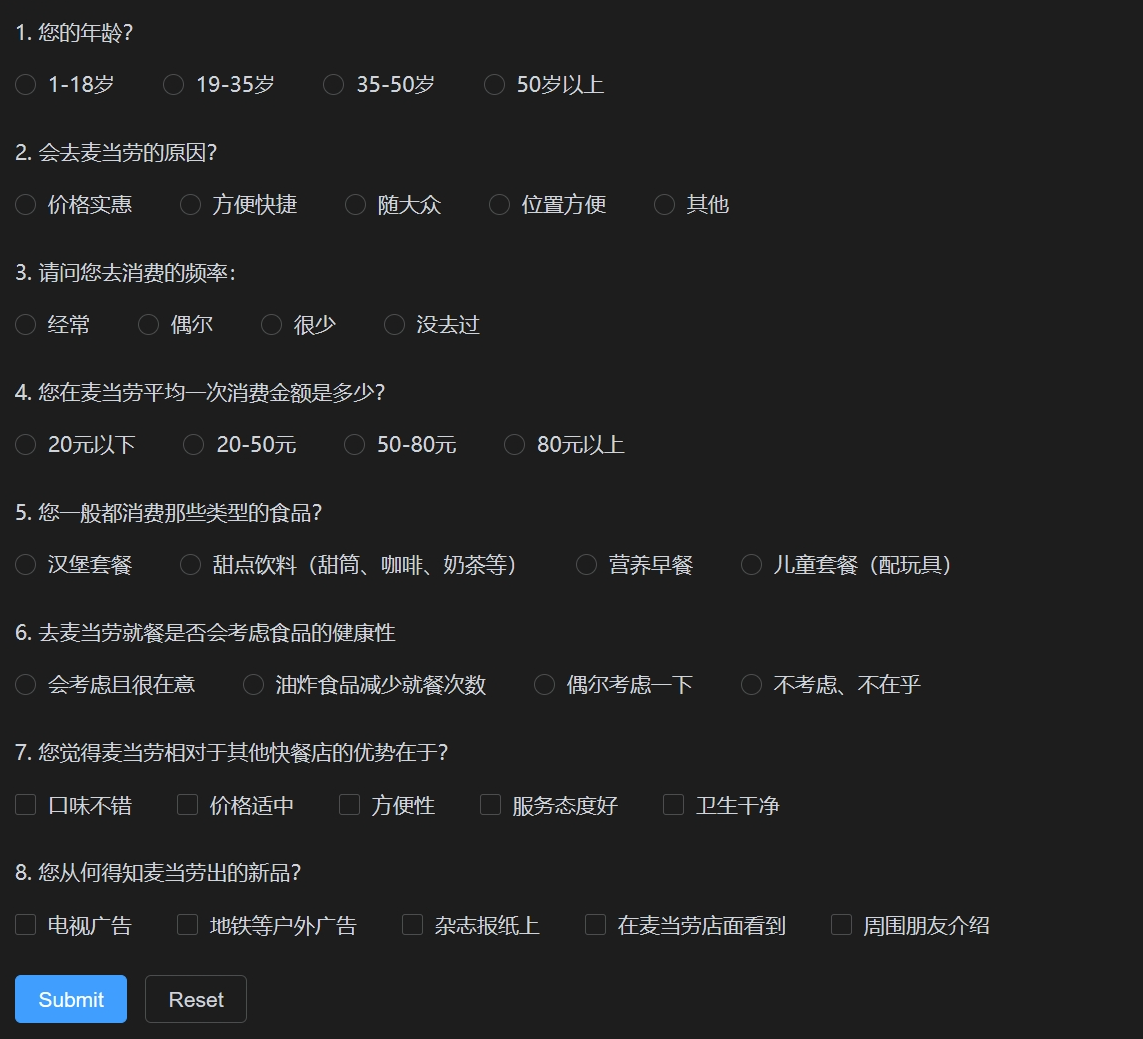 1. 您的年龄?
1-18岁 19-35岁 35-50岁 50岁以上
2. 会去麦当劳的原因?
价格实惠 方便快捷 随大众 位置方便 其他
3. 请问您去消费的频率:
经常 偶尔 很少 没去过
4. 您在麦当劳平均一次消费金额是多少?
20元以下 20-50元 50-80元 80元以上
5. 您一般都消费那些类型的食品?
汉堡套餐 甜点饮料（甜筒、咖啡、奶茶等） 营养早餐 儿童套餐（配玩具）
6. 去麦当劳就餐是否会考虑食品的健康性
会考虑且很在意 油炸食品减少就餐次数 偶尔考虑一下 不考虑、不在乎
7. 您觉得麦当劳相对于其他快餐店的优势在于?
口味不错 价格适中 方便性 服务态度好 卫生干净
8. 您从何得知麦当劳出的新品?
电视广告 地铁等户外广告 杂志报纸上 在麦当劳店面看到 周围朋友介绍
Submit Reset